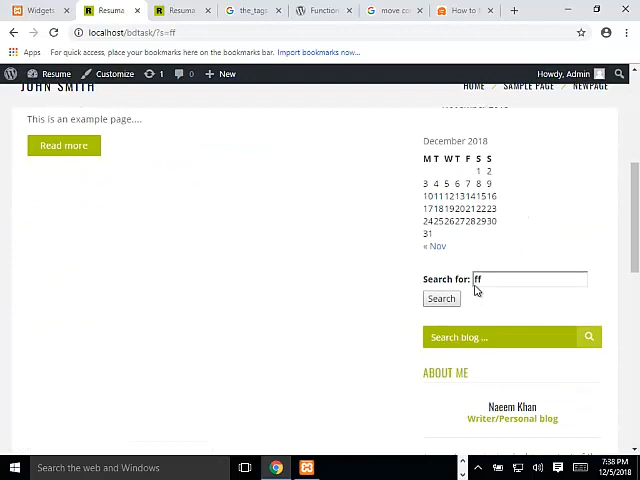 Widgets
Resuma
Resuma
the_tags
Function
move co
How to l
localhost/bdtask/?s=ff
Apps For quick access, place your bookmarks here on the bookmarks bar. Import bookmarks now...
Resume Customize 1 0 New Howdy, Admin
JOHN SMITH HOME / SAMPLE PAGE / NEWPAGE
This is an example page....
Read more
December 2018
M T W T F S S
1 2
3 4 5 6 7 8 9
10 11 12 13 14 15 16
17 18 19 20 21 22 23
24 25 26 27 28 29 30
31
« Nov
Search for: ff
Search
Search blog ...
ABOUT ME
Naeem Khan
Writer/Personal blog
Search the web and Windows
7:38 PM
12/5/2018